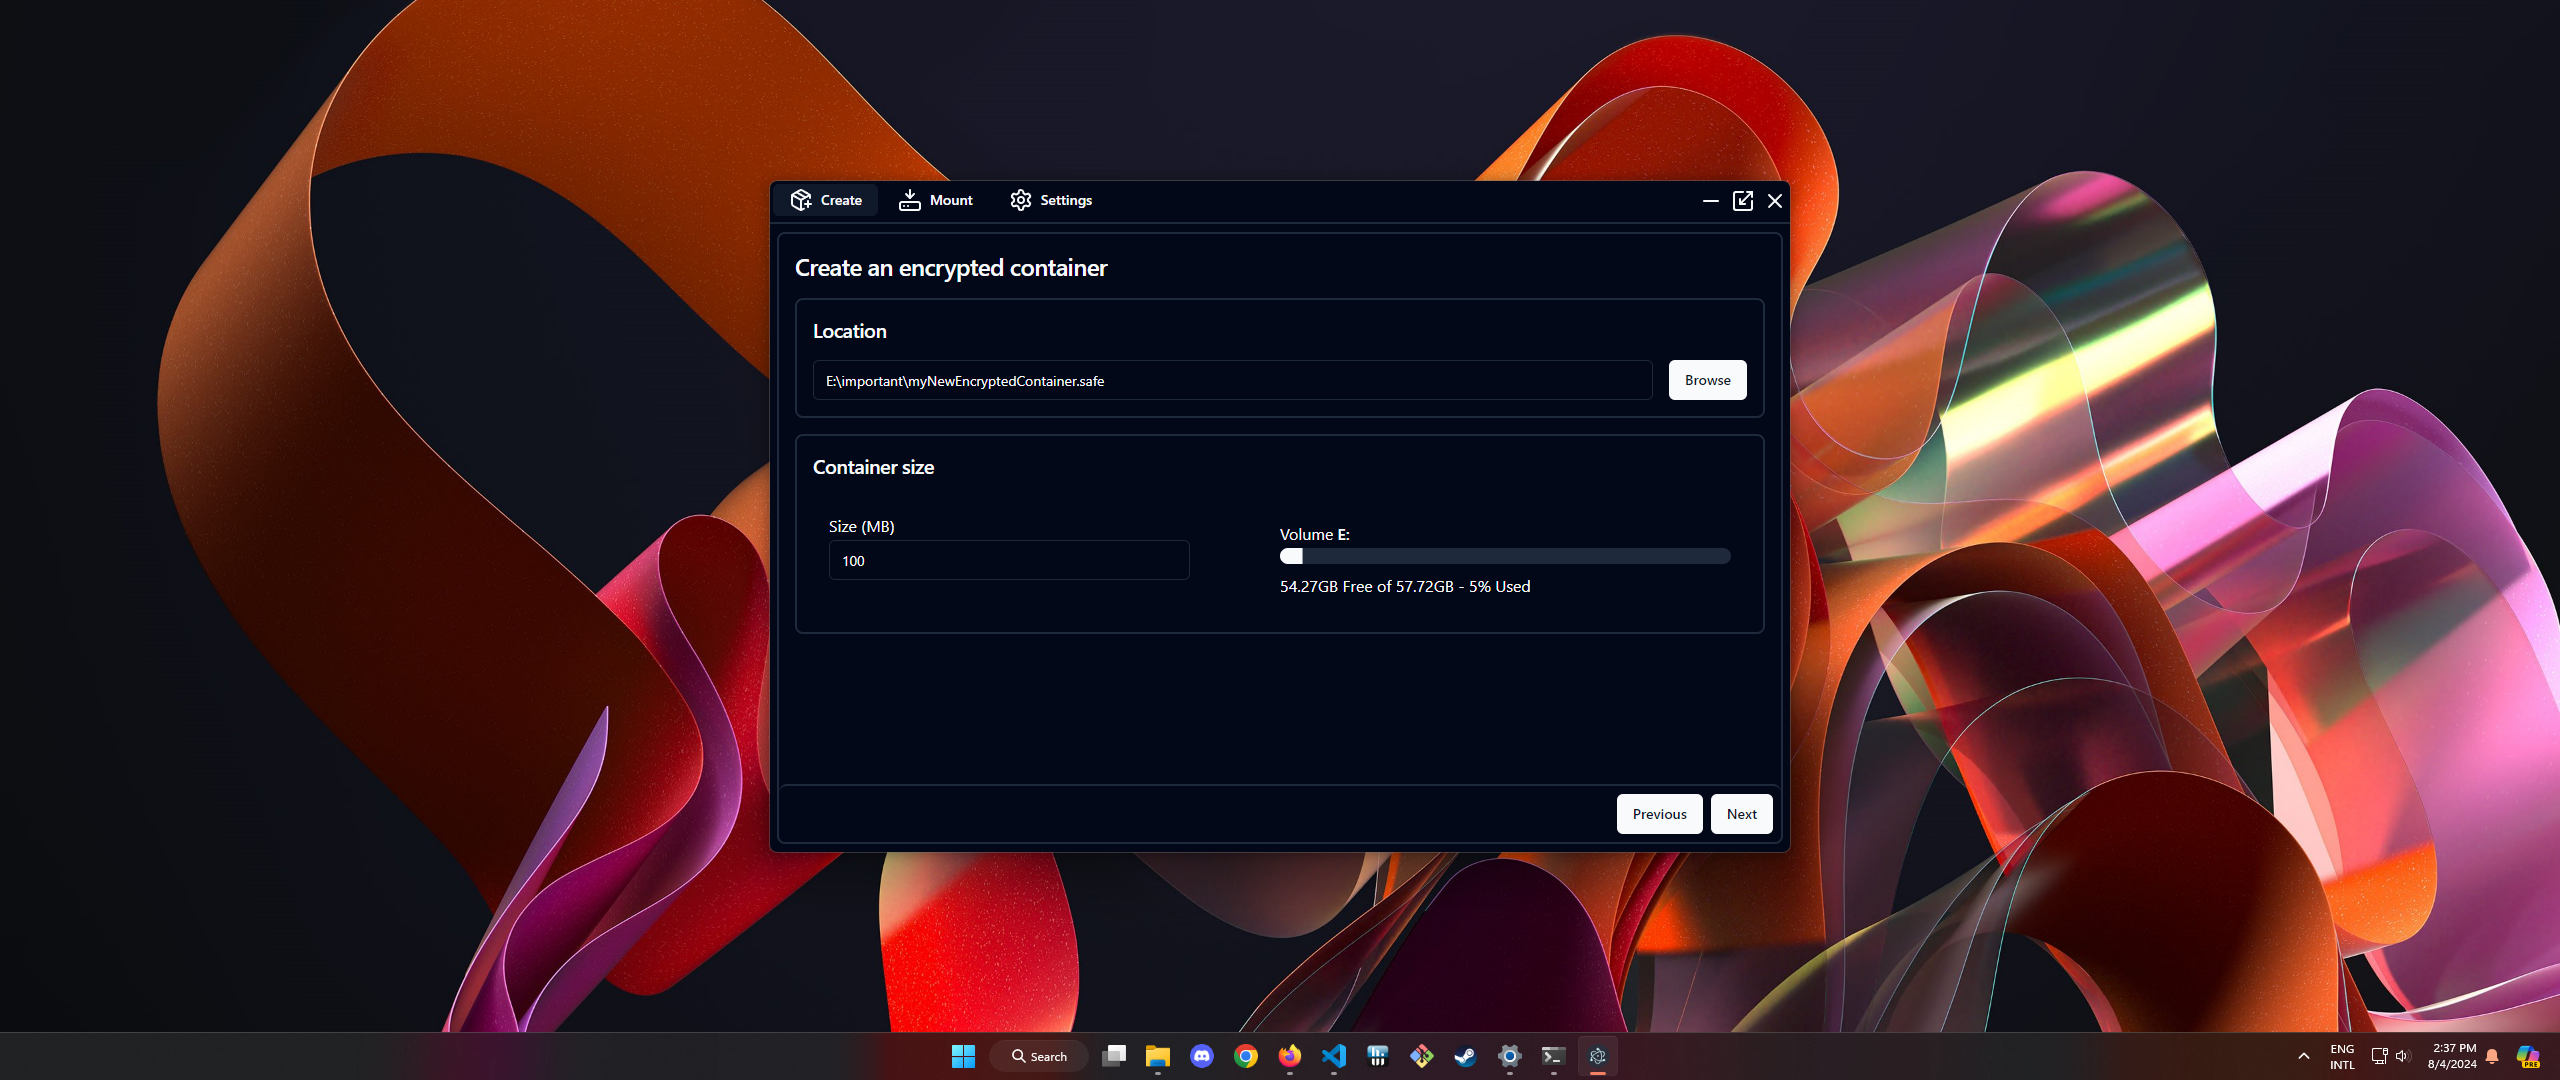 Create
Mount
Settings
Create an encrypted container
Location
E:\important\myNewEncryptedContainer.safe
Browse
Container size
Size (MB)
100
Volume E:
54.27GB Free of 57.72GB - 5% Used
Previous
Next
Search
ENG
INTL
2:37 PM
8/4/2024
PRE